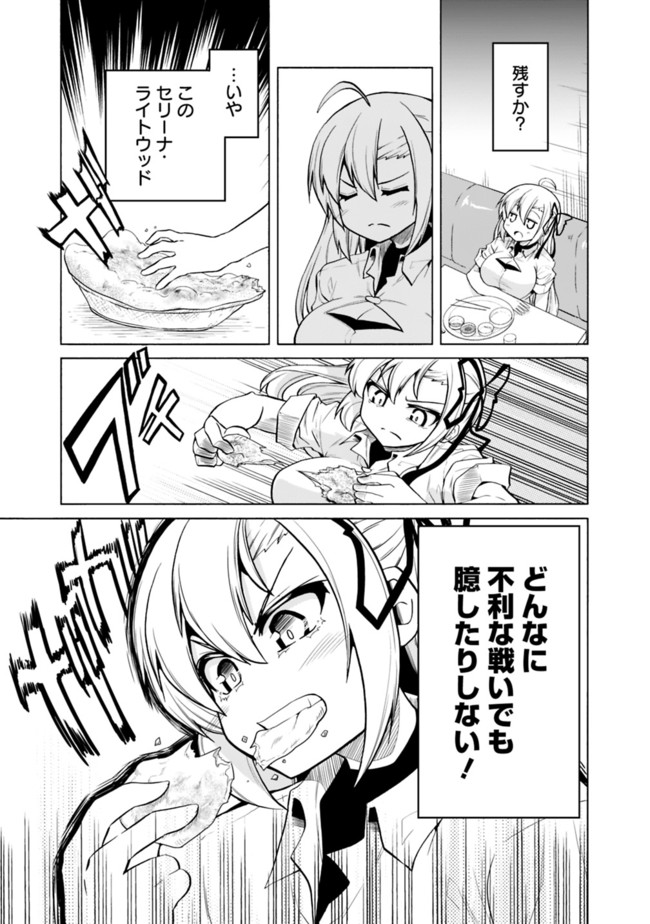 残すか?
…いや
この
セリーナ・
ライトウッド
ガッ
ブチ
どんなに
不利な戦いでも
臆したりしない!
ガツガツ